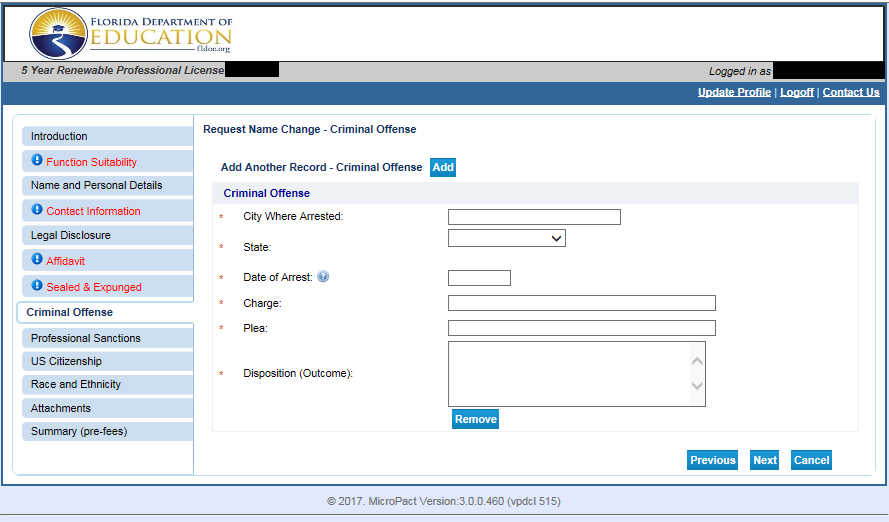 FLORIDA DEPARTMENT OF
EDUCATION
fldoe.org
5 Year Renewable Professional License
Logged in as
Update Profile | Logoff | Contact Us
Request Name Change - Criminal Offense
Introduction
Function Suitability
Name and Personal Details
Contact Information
Legal Disclosure
Affidavit
Sealed & Expunged
Criminal Offense
Professional Sanctions
US Citizenship
Race and Ethnicity
Attachments
Summary (pre-fees)
Add Another Record - Criminal Offense Add
Criminal Offense
* City Where Arrested:
* State:
* Date of Arrest: ?
* Charge:
* Plea:
* Disposition (Outcome):
Remove
Previous Next Cancel
© 2017. MicroPact Version:3.0.0.460 (vpdcl 515)